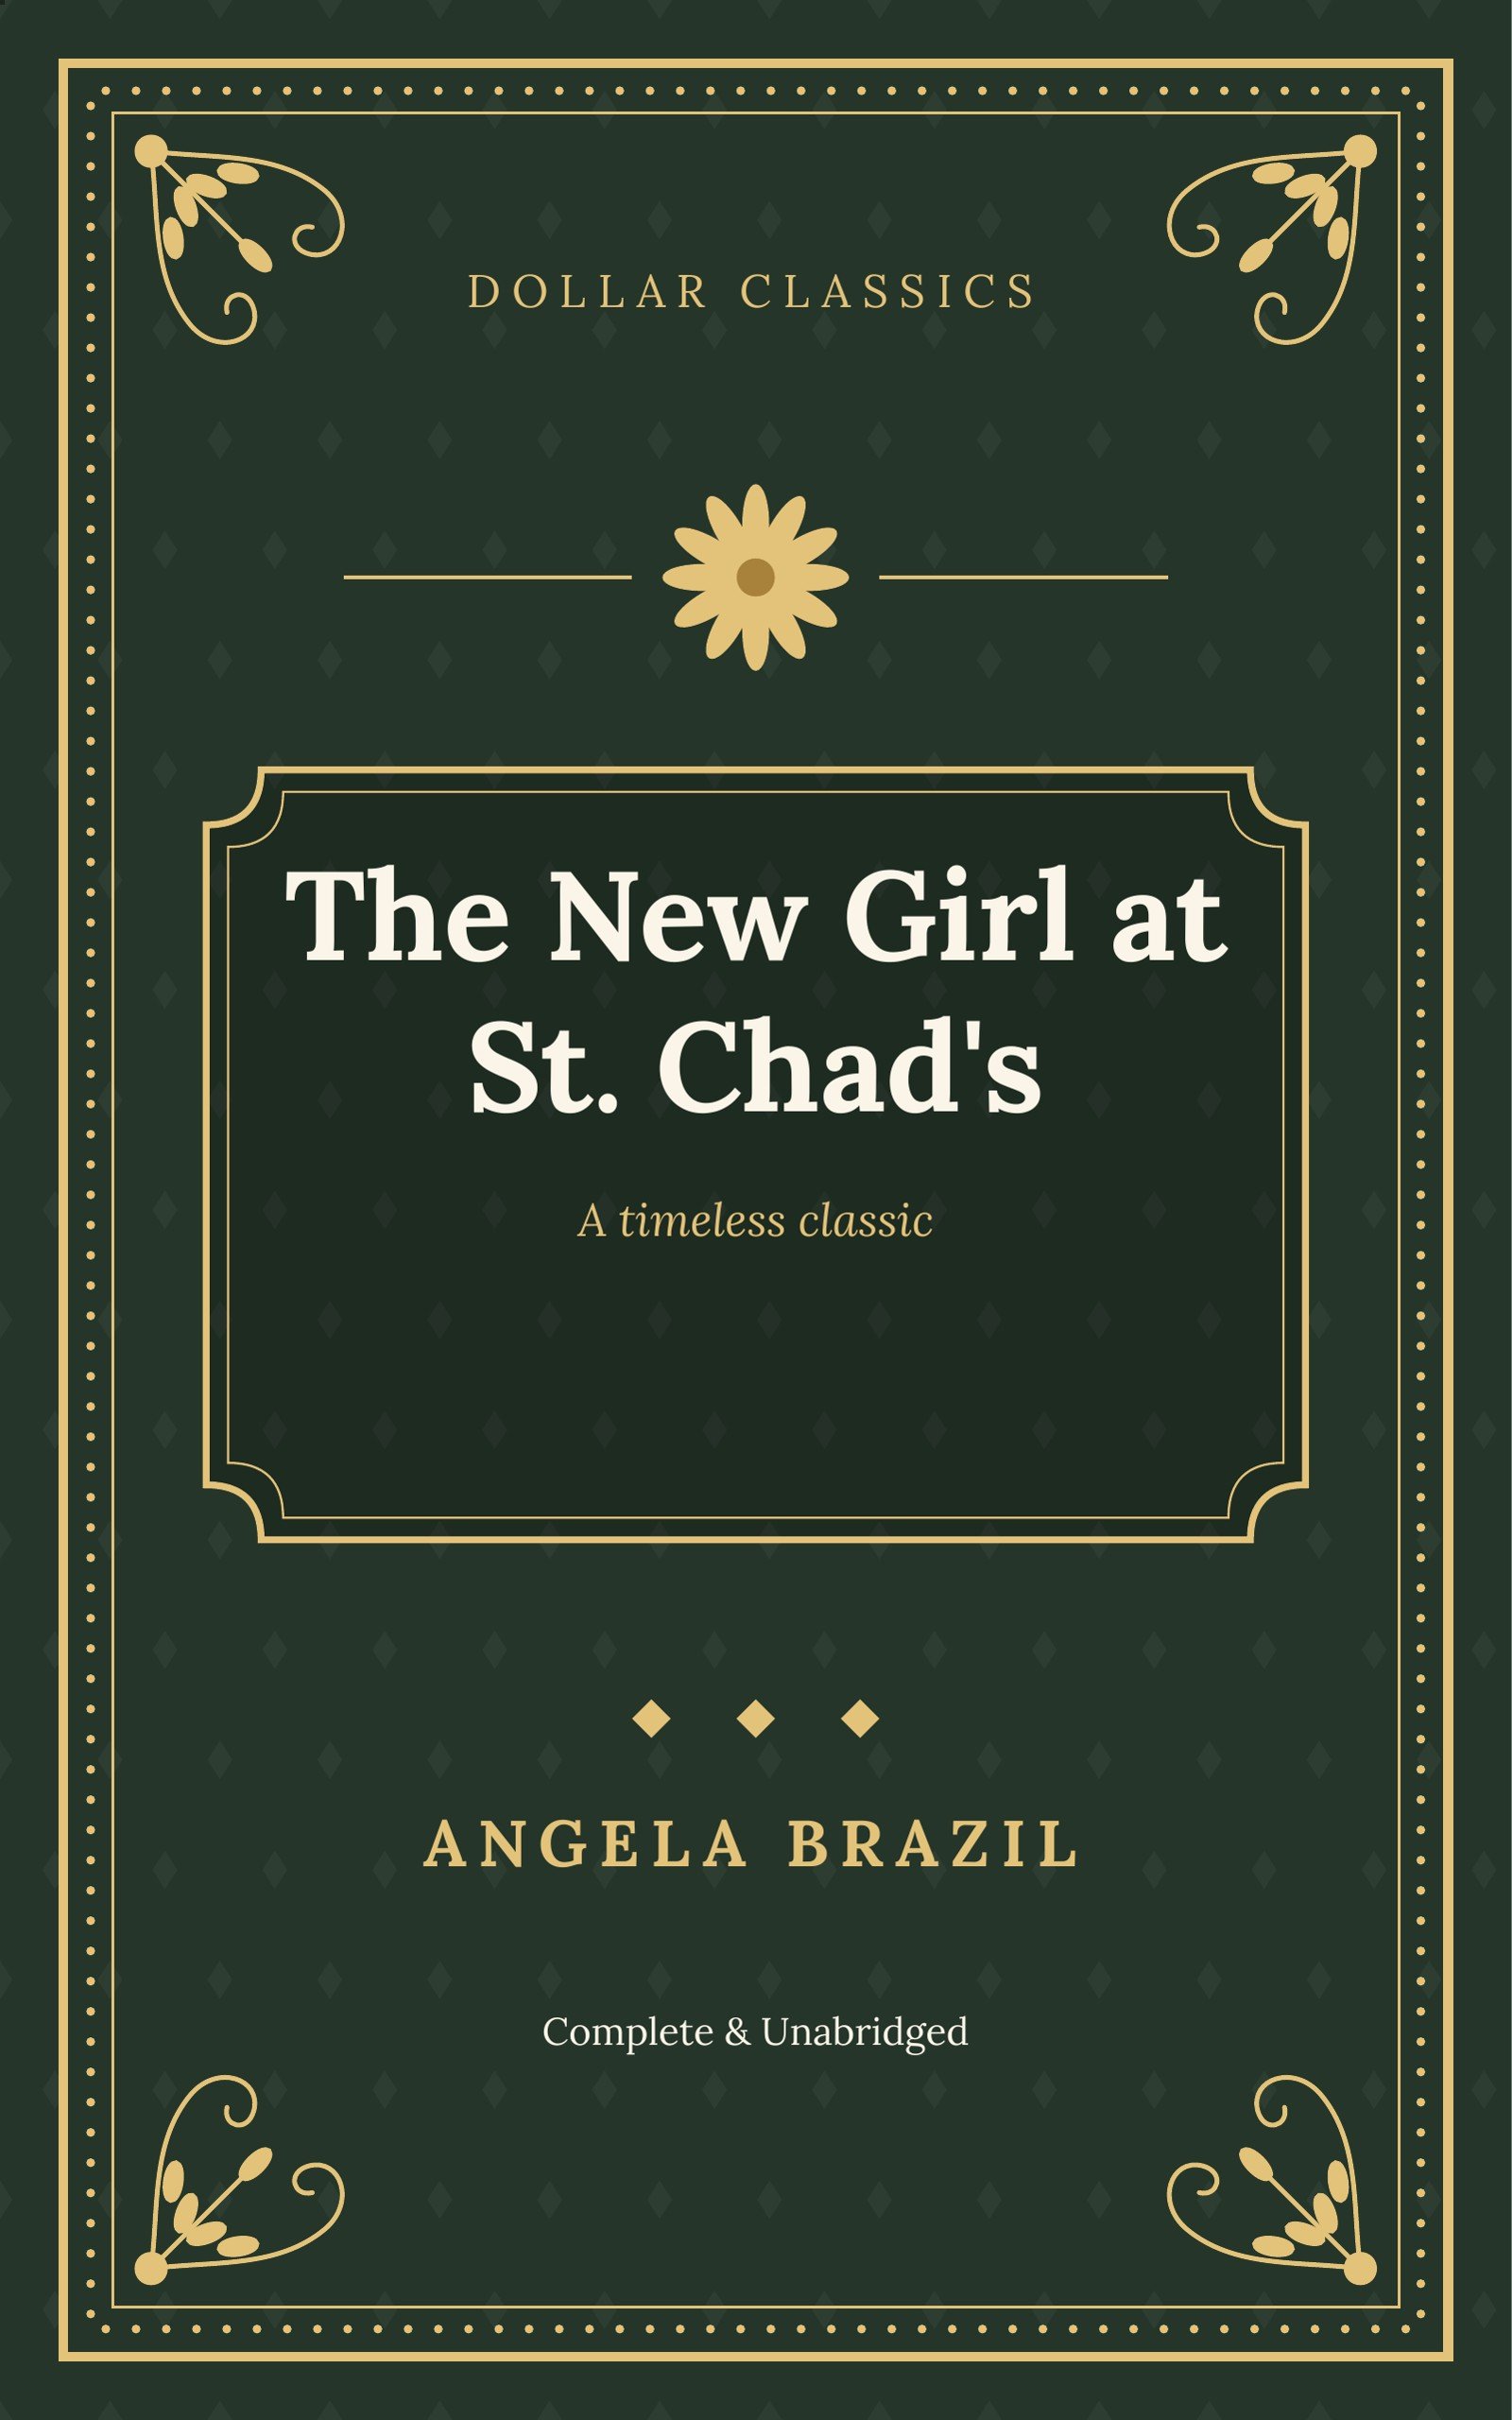 DOLLAR CLASSICS
The New Girl at
St. Chad's
A timeless classic
ANGELA BRAZIL
Complete & Unabridged